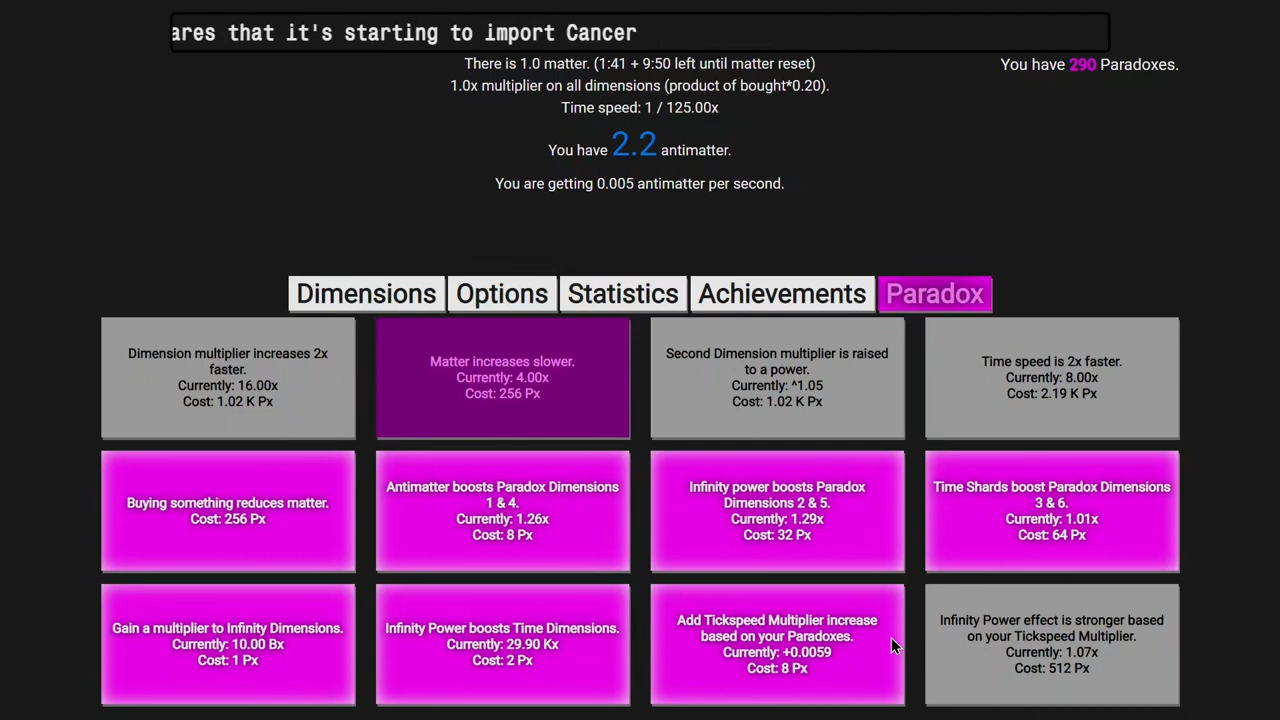 ares that it's starting to import Cancer
There is 1.0 matter. (1:41 + 9:50 left until matter reset)
You have 290 Paradoxes.
1.0x multiplier on all dimensions (product of bought*0.20).
Time speed: 1 / 125.00x
You have 2.2 antimatter.
You are getting 0.005 antimatter per second.
Dimensions Options Statistics Achievements Paradox
Dimension multiplier increases 2x
faster.
Currently: 16.00x
Cost: 1.02 K Px
Matter increases slower.
Currently: 4.00x
Cost: 256 Px
Second Dimension multiplier is raised
to a power.
Currently: ^1.05
Cost: 1.02 K Px
Time speed is 2x faster.
Currently: 8.00x
Cost: 2.19 K Px
Buying something reduces matter.
Cost: 256 Px
Antimatter boosts Paradox Dimensions
1 & 4.
Currently: 1.26x
Cost: 8 Px
Infinity power boosts Paradox
Dimensions 2 & 5.
Currently: 1.29x
Cost: 32 Px
Time Shards boost Paradox Dimensions
3 & 6.
Currently: 1.01x
Cost: 64 Px
Gain a multiplier to Infinity Dimensions.
Currently: 10.00 Bx
Cost: 1 Px
Infinity Power boosts Time Dimensions.
Currently: 29.90 Kx
Cost: 2 Px
Add Tickspeed Multiplier increase
based on your Paradoxes.
Currently: +0.0059
Cost: 8 Px
Infinity Power effect is stronger based
on your Tickspeed Multiplier.
Currently: 1.07x
Cost: 512 Px